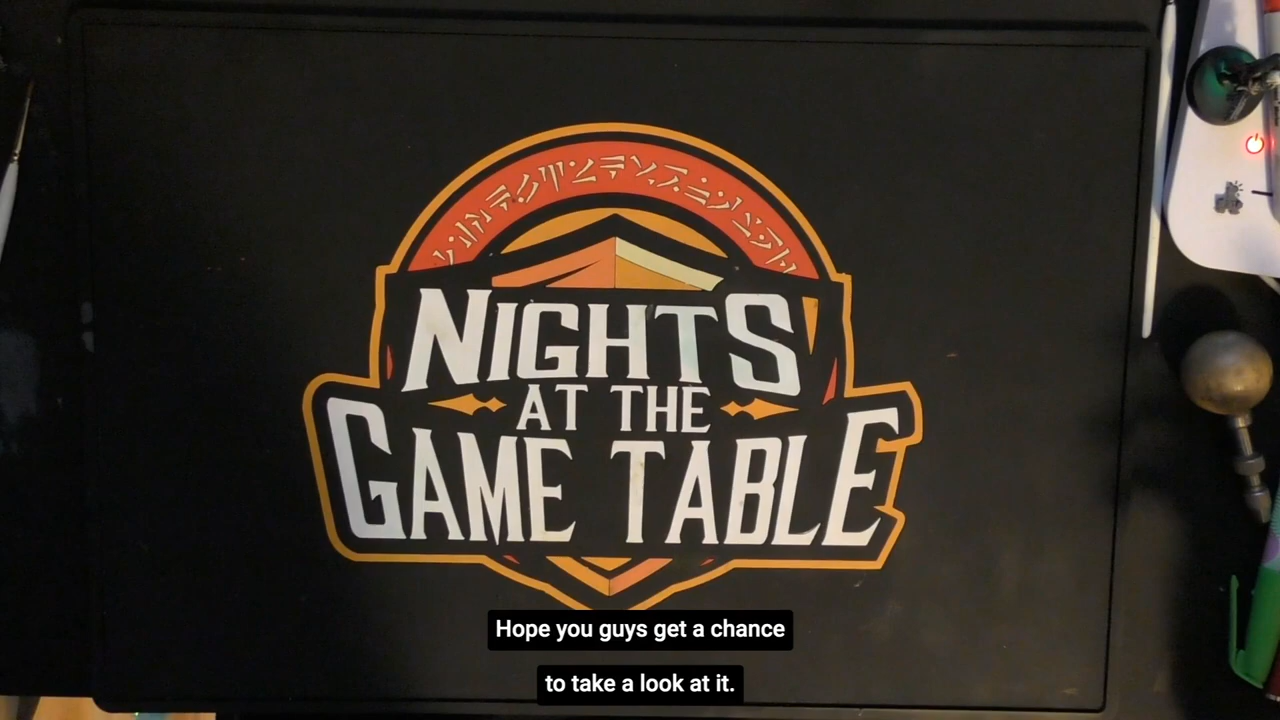 NIGHTS
AT THE
GAME TABLE
Hope you guys get a chance
to take a look at it.